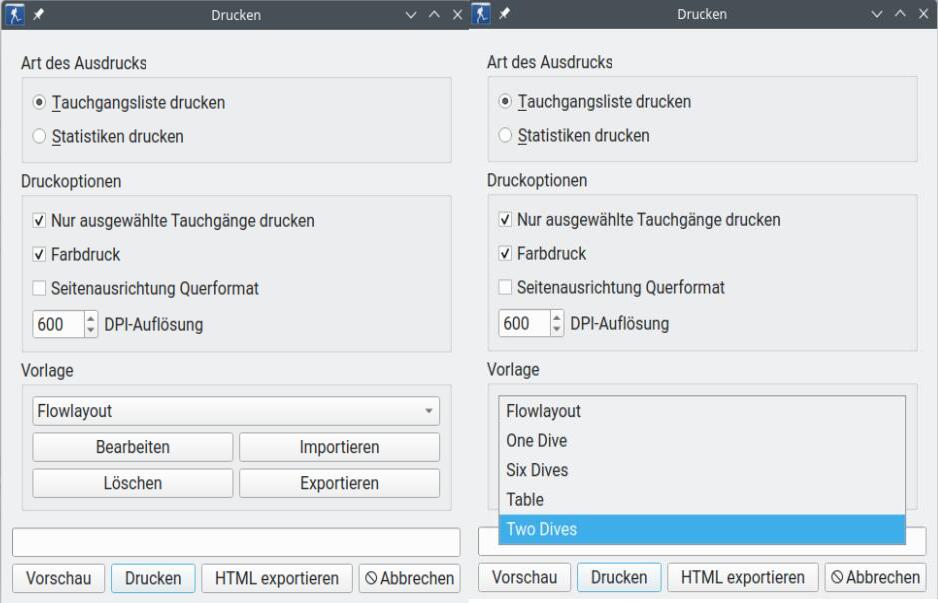 Drucken
Art des Ausdrucks
Tauchgangsliste drucken
Statistiken drucken
Druckoptionen
Nur ausgewählte Tauchgänge drucken
Farbdruck
Seitenausrichtung Querformat
600 DPI-Auflösung
Vorlage
Flowlayout
Bearbeiten Importieren
Löschen Exportieren
Vorschau Drucken HTML exportieren Abbrechen
Drucken
Art des Ausdrucks
Tauchgangsliste drucken
Statistiken drucken
Druckoptionen
Nur ausgewählte Tauchgänge drucken
Farbdruck
Seitenausrichtung Querformat
600 DPI-Auflösung
Vorlage
Flowlayout
One Dive
Six Dives
Table
Two Dives
Vorschau Drucken HTML exportieren Abbrechen